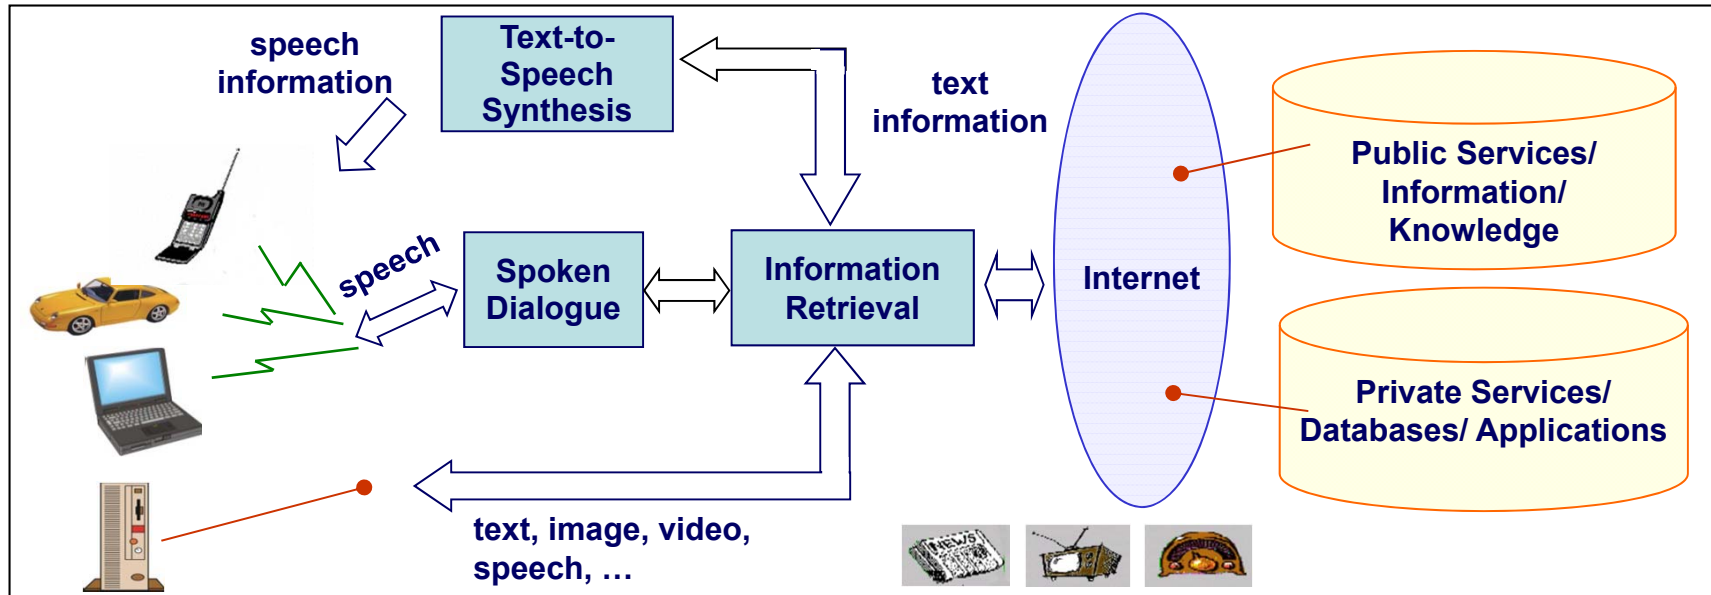 speech
information
Text-to-
Speech
Synthesis
text
information
Public Services/
Information/
Knowledge
speech
Spoken
Dialogue
Information
Retrieval
Internet
Private Services/
Databases/ Applications
text, image, video,
speech, …
NEWS